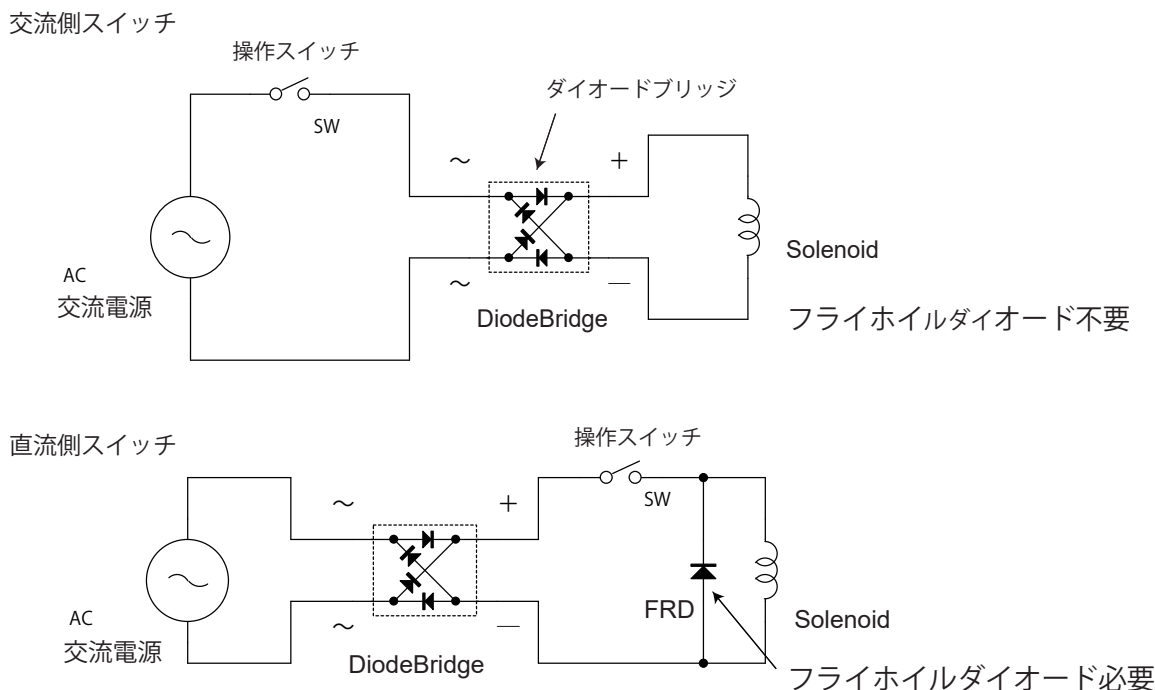 交流側スイッチ
操作スイッチ
SW
ダイオードブリッジ
～
＋
AC
交流電源
～
―
DiodeBridge
Solenoid
フライホイルダイオード不要
直流側スイッチ
操作スイッチ
SW
～
＋
AC
交流電源
～
―
DiodeBridge
FRD
Solenoid
フライホイルダイオード必要